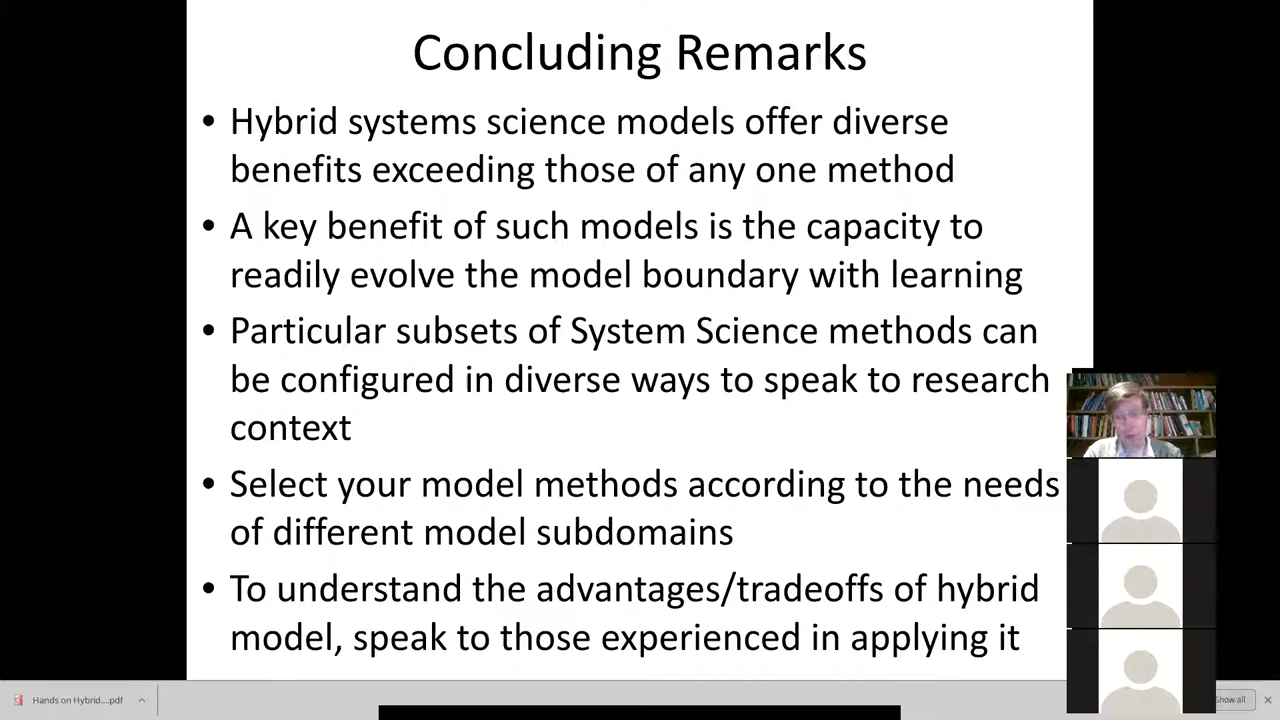 Concluding Remarks
• Hybrid systems science models offer diverse
benefits exceeding those of any one method
• A key benefit of such models is the capacity to
readily evolve the model boundary with learning
• Particular subsets of System Science methods can
be configured in diverse ways to speak to research
context
• Select your model methods according to the needs
of different model subdomains
• To understand the advantages/tradeoffs of hybrid
model, speak to those experienced in applying it
Hands on Hybrid....pdf
Show all